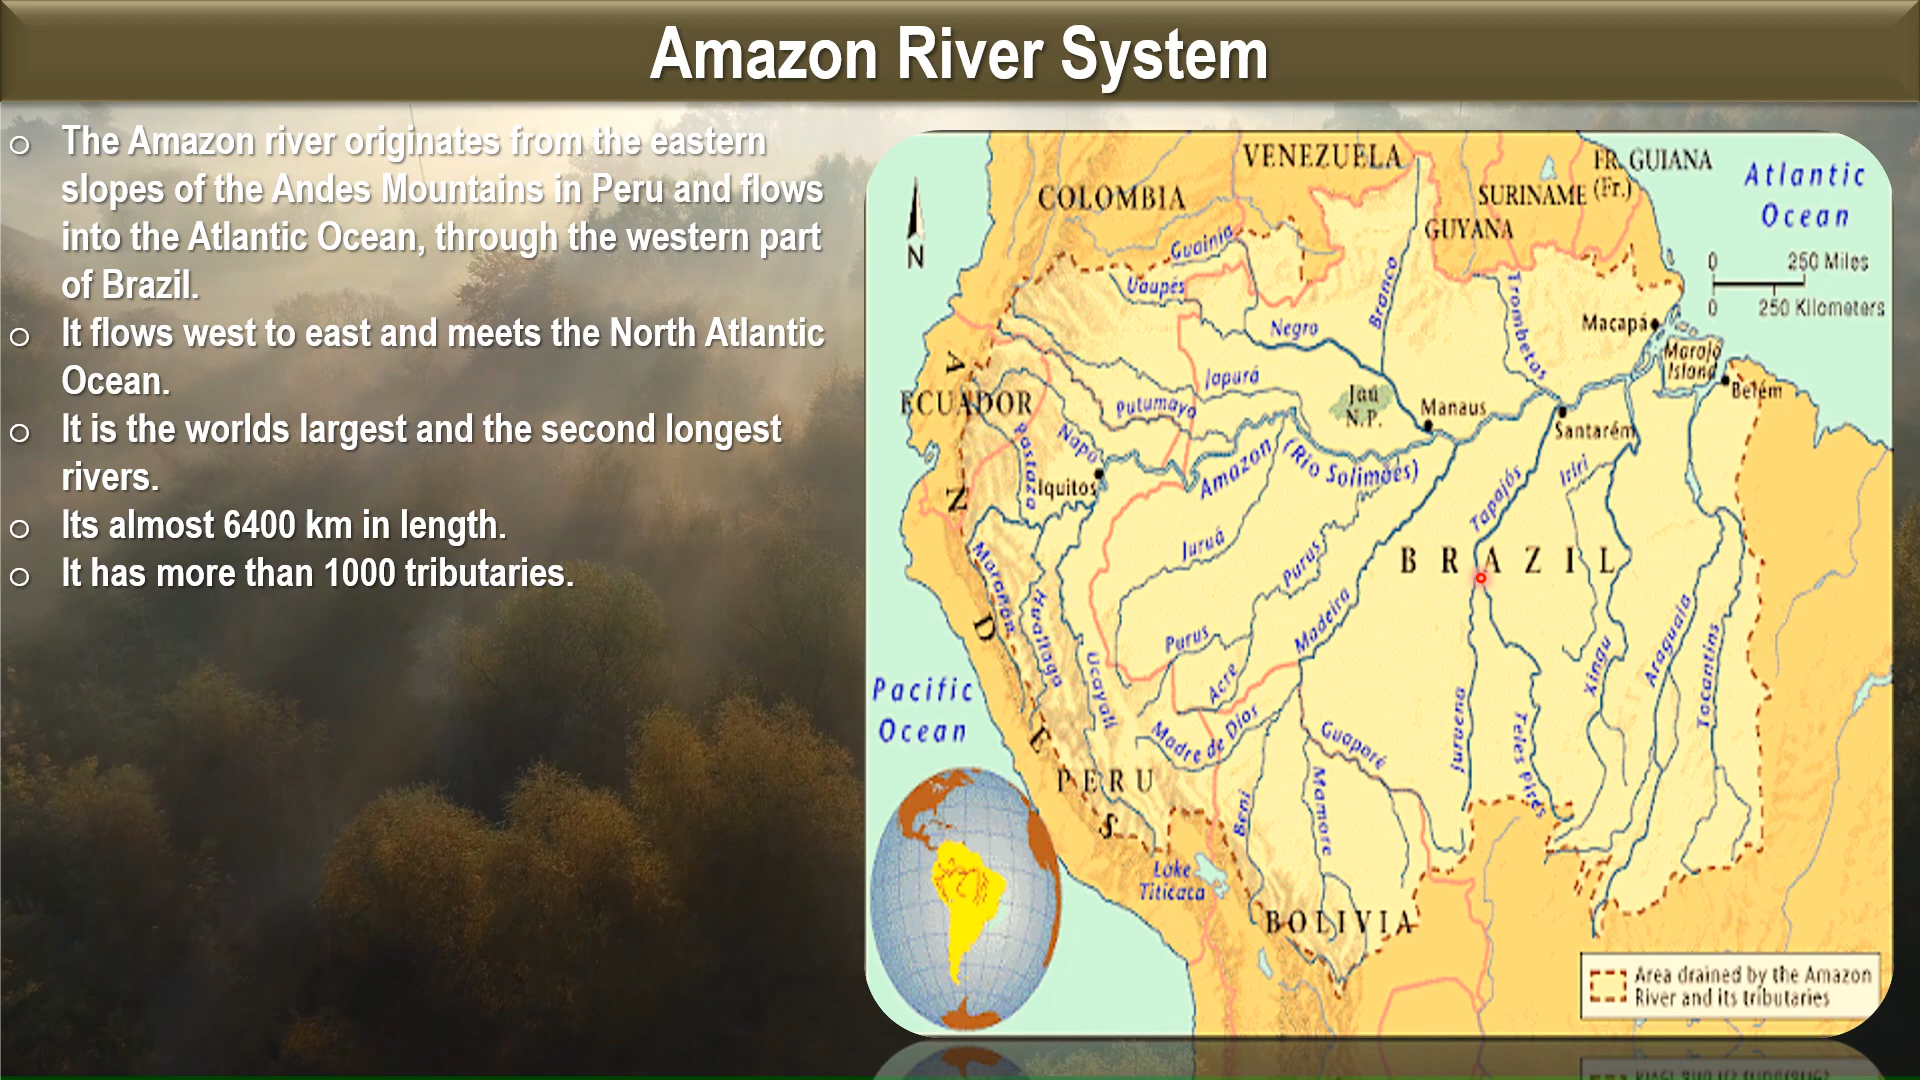 Amazon River System
o The Amazon river originates from the eastern
slopes of the Andes Mountains in Peru and flows
into the Atlantic Ocean, through the western part
of Brazil.
o It flows west to east and meets the North Atlantic
Ocean.
o It is the worlds largest and the second longest
rivers.
o Its almost 6400 km in length.
o It has more than 1000 tributaries.
VENEZUELA
FR. GUIANA
(Fr.)
Atlantic
Ocean
COLOMBIA
SURINAME
GUYANA
N
Guainia
Uaupés
Branco
Trombetas
0 250 Miles
0 250 Kilometers
Negro
Macapá
Marajó
Island
Belém
A
ECUADOR
Japurá
Putumayo
Jaú
N.P.
Manaus
Santarém
Napo
Pastaza
Iquitos
Amazon (Rio Solimões)
Tapajós
Iriri
N
Juruá
Purus
BRAZIL
Marañón
Huallaga
D
Purus
Madeira
Ucayali
Acre
Xingu
Araguaia
Tocantins
Pacific
Ocean
Madre de Dios
Guaporé
Juruena
Teles Pires
E
PERU
S
Beni
Mamore
Lake
Titicaca
BOLIVIA
Area drained by the Amazon
River and its tributaries